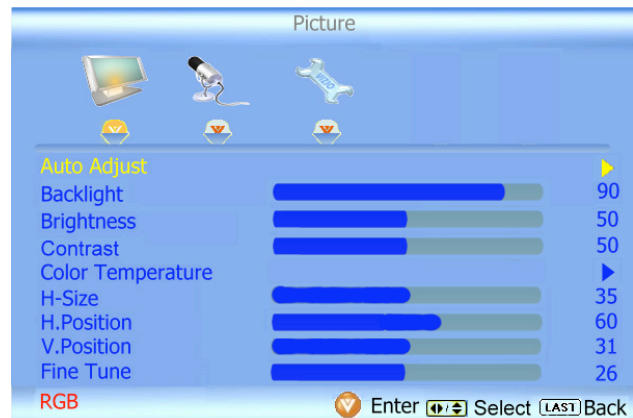 Picture
VIZIO
Auto Adjust
Backlight 90
Brightness 50
Contrast 50
Color Temperature
H-Size 35
H.Position 60
V.Position 31
Fine Tune 26
RGB Enter Select LAST Back